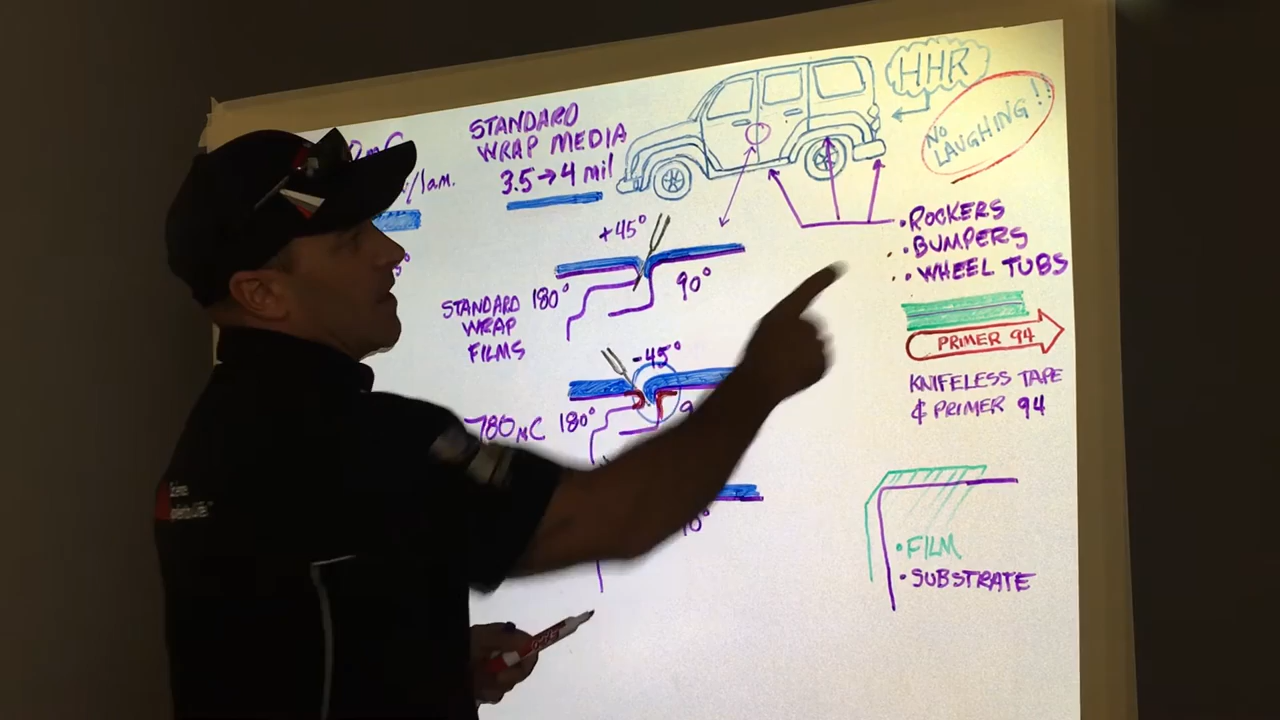 STANDARD
WRAP MEDIA
3.5→4 mil
HHR
NO
LAUGHING!!
+45°
180°
90°
STANDARD
WRAP
FILMS
• ROCKERS
• BUMPERS
• WHEEL TUBS
PRIMER 94
KNIFELESS TAPE
& PRIMER 94
-45°
180°
780mC
• FILM
• SUBSTRATE